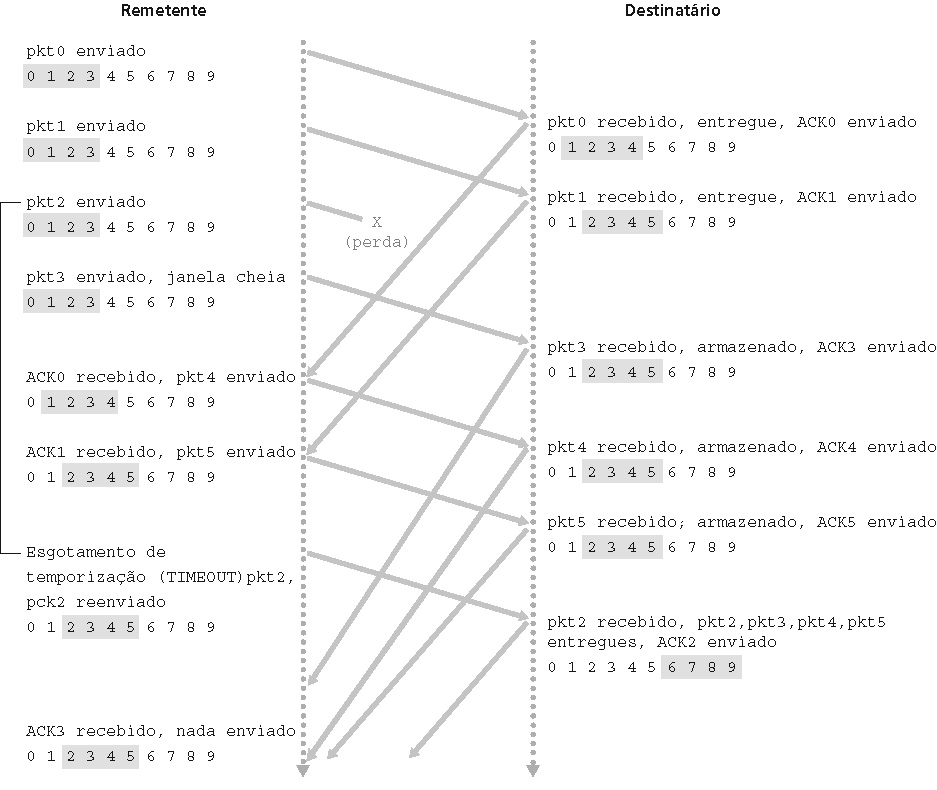 Remetente
pkt0 enviado
0 1 2 3 4 5 6 7 8 9
pkt1 enviado
0 1 2 3 4 5 6 7 8 9
pkt2 enviado
0 1 2 3 4 5 6 7 8 9
pkt3 enviado, janela cheia
0 1 2 3 4 5 6 7 8 9
ACK0 recebido, pkt4 enviado
0 1 2 3 4 5 6 7 8 9
ACK1 recebido, pkt5 enviado
0 1 2 3 4 5 6 7 8 9
Esgotamento de
temporização (TIMEOUT)pkt2,
pck2 reenviado
0 1 2 3 4 5 6 7 8 9
ACK3 recebido, nada enviado
0 1 2 3 4 5 6 7 8 9
X
(perda)
Destinatário
pkt0 recebido, entregue, ACK0 enviado
0 1 2 3 4 5 6 7 8 9
pkt1 recebido, entregue, ACK1 enviado
0 1 2 3 4 5 6 7 8 9
pkt3 recebido, armazenado, ACK3 enviado
0 1 2 3 4 5 6 7 8 9
pkt4 recebido, armazenado, ACK4 enviado
0 1 2 3 4 5 6 7 8 9
pkt5 recebido; armazenado, ACK5 enviado
0 1 2 3 4 5 6 7 8 9
pkt2 recebido, pkt2,pkt3,pkt4,pkt5
entregues, ACK2 enviado
0 1 2 3 4 5 6 7 8 9